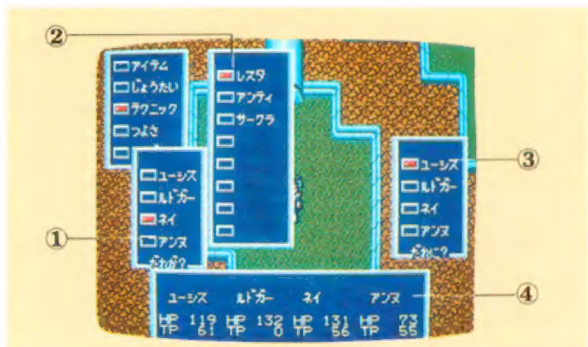 ②
アイテム
じょうたい
テクニック
つよさ
レスタ
アンティ
サークラ
ユーシズ
ルドガー
ネイ
アンヌ
だれが?
①
ユーシズ
ルドガー
ネイ
アンヌ
だれに?
③
ユーシズ ルドガー ネイ アンヌ
HP 119 HP 132 HP 131 HP 73
TP 61 TP 0 TP 56 TP 55
④